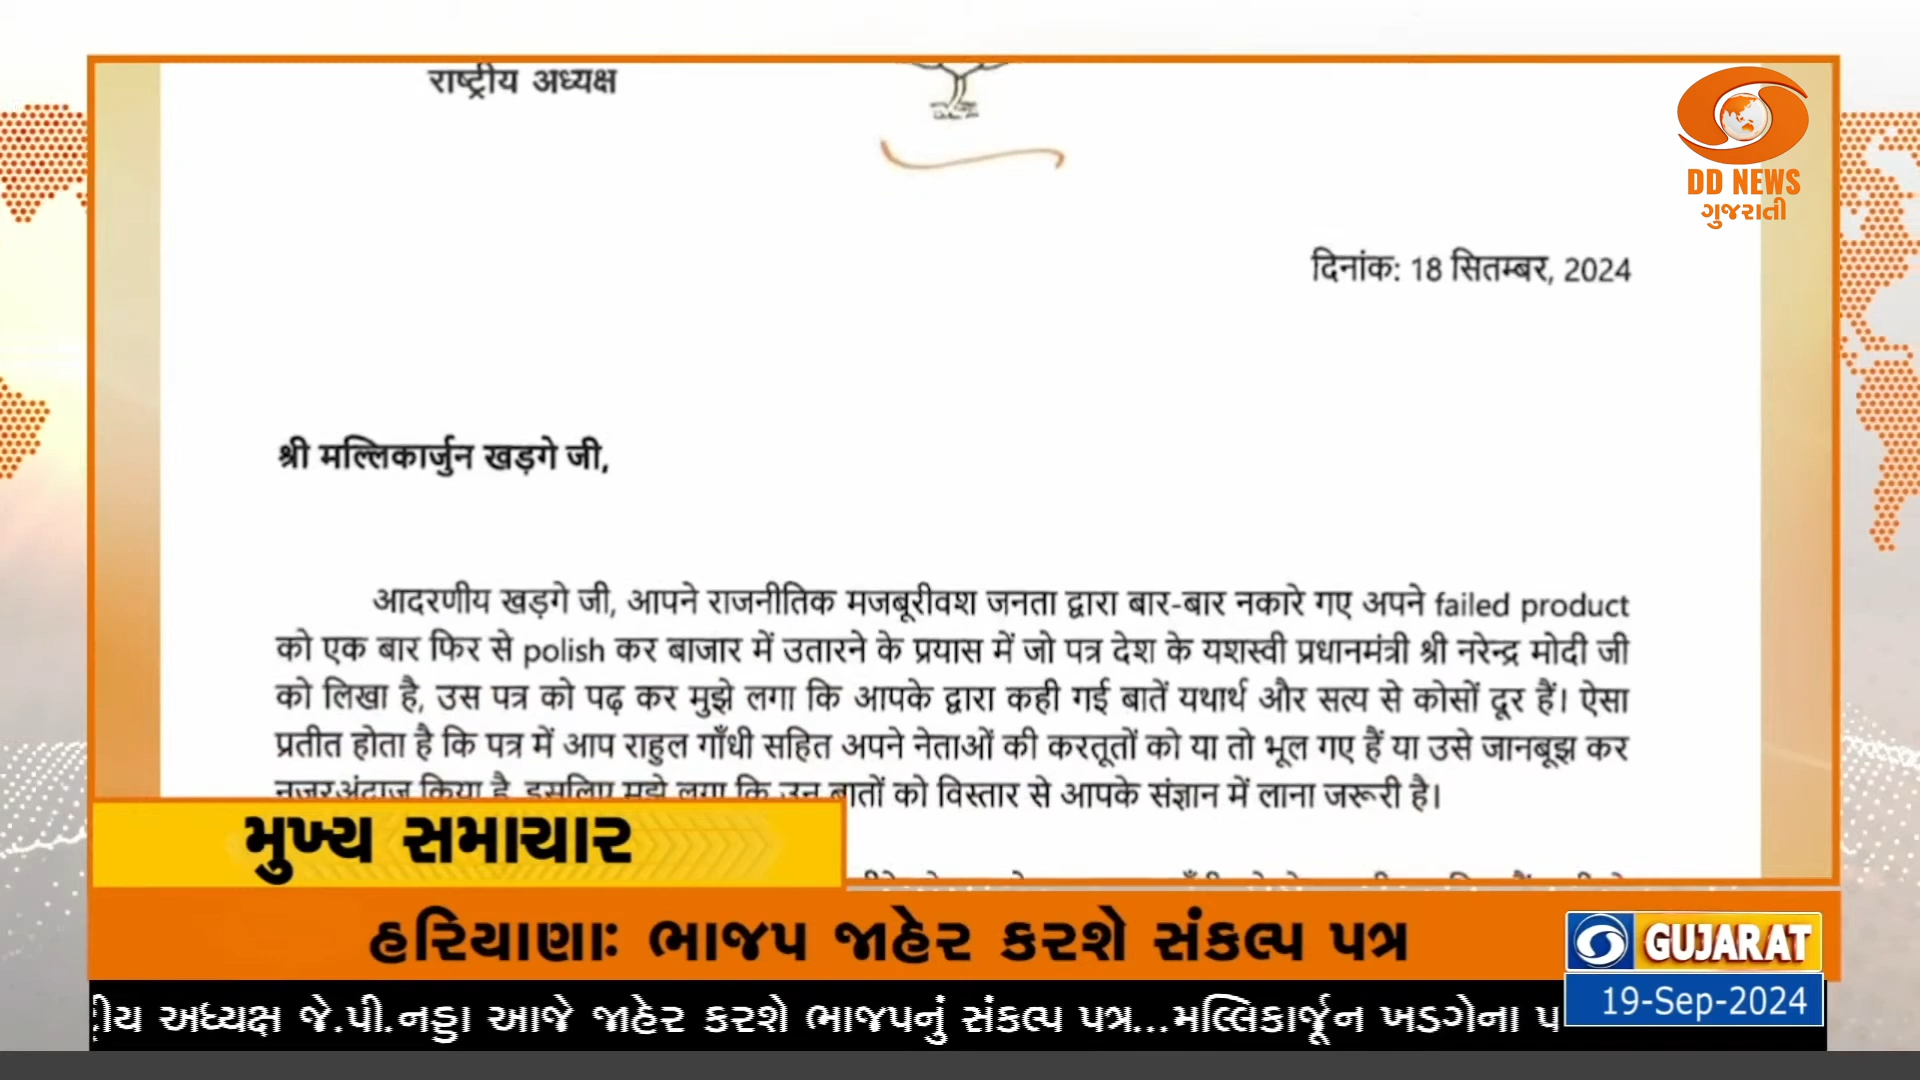 राष्ट्रीय अध्यक्ष
DD NEWS
ગુજરાતી
दिनांक: 18 सितम्बर, 2024
श्री मल्लिकार्जुन खड़गे जी,
आदरणीय खड़गे जी, आपने राजनीतिक मजबूरीवश जनता द्वारा बार-बार नकारे गए अपने failed product
को एक बार फिर से polish कर बाजार में उतारने के प्रयास में जो पत्र देश के यशस्वी प्रधानमंत्री श्री नरेन्द्र मोदी जी
को लिखा है, उस पत्र को पढ़ कर मुझे लगा कि आपके द्वारा कही गई बातें यथार्थ और सत्य से कोसों दूर हैं। ऐसा
प्रतीत होता है कि पत्र में आप राहुल गाँधी सहित अपने नेताओं की करतूतों को या तो भूल गए हैं या उसे जानबूझ कर
नजरअंदाज किया है, इसलिए मुझे लगा कि उन बातों को विस्तार से आपके संज्ञान में लाना जरूरी है।
મુખ્ય સમાચાર
હરિયાણાઃ ભાજપ જાહેર કરશે સંકલ્પ પત્ર
GUJARAT
અધ્યક્ષ જે.પી.નડ્ડા આજે જાહેર કરશે ભાજપનું સંકલ્પ પત્ર...મલ્લિકાર્જૂન ખડગેના પ
19-Sep-2024